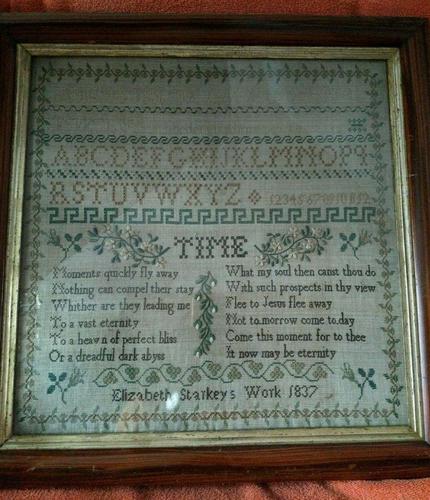 ABCDEFGHIJKLMNOPQ
RSTUVWXYZ 123456789101112
TIME
Moments quickly fly away
Nothing can compel their stay
Whither are they leading me
To a vast eternity
To a heavn of perfect bliss
Or a dreadful dark abyss
What my soul then canst thou do
With such prospects in thy view
Flee to Jesus flee away
Not to.morrow come to.day
Come this moment for to thee
It now may be eternity
Elizabeth Starkeys Work 1837